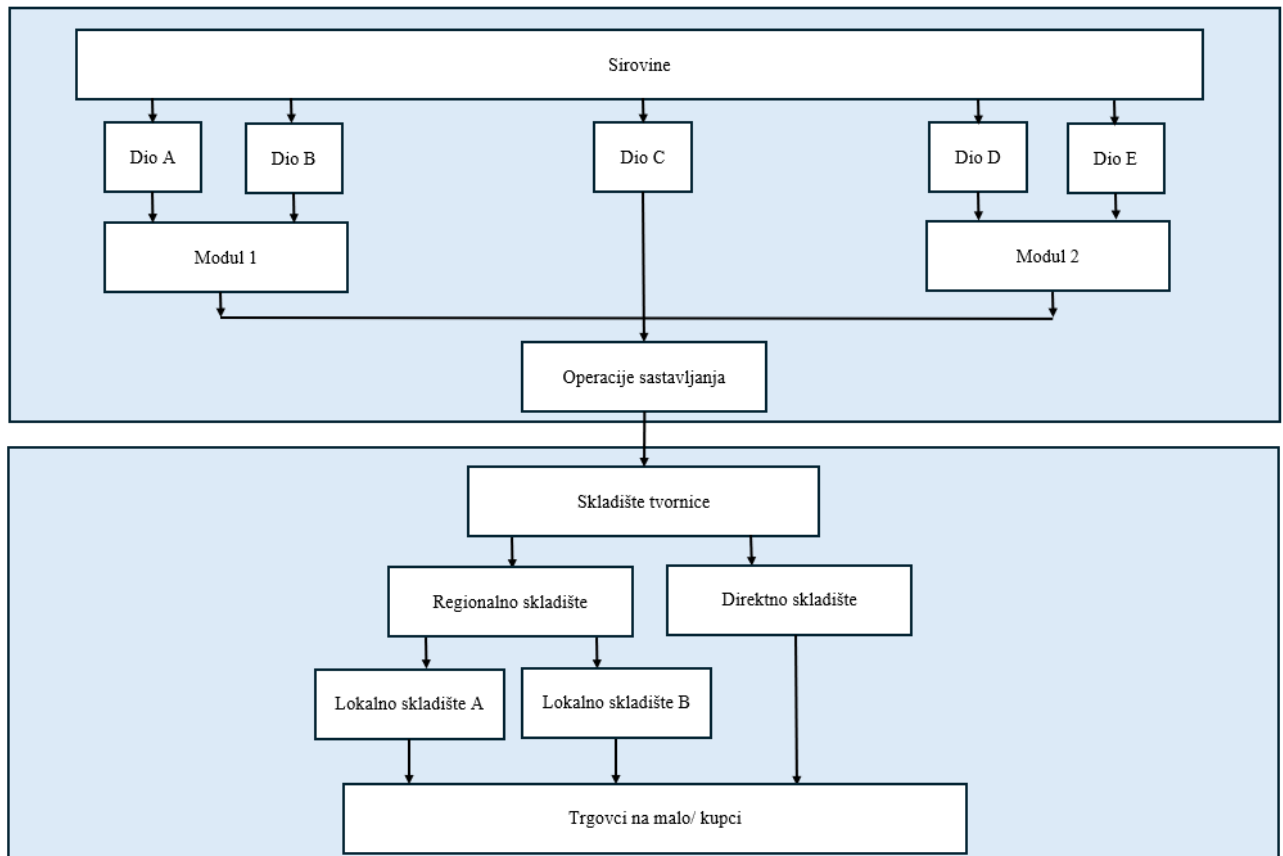 Sirovine
Dio A
Dio B
Dio C
Dio D
Dio E
Modul 1
Modul 2
Operacije sastavljanja
Skladište tvornice
Regionalno skladište
Direktno skladište
Lokalno skladište A
Lokalno skladište B
Trgovci na malo/ kupci